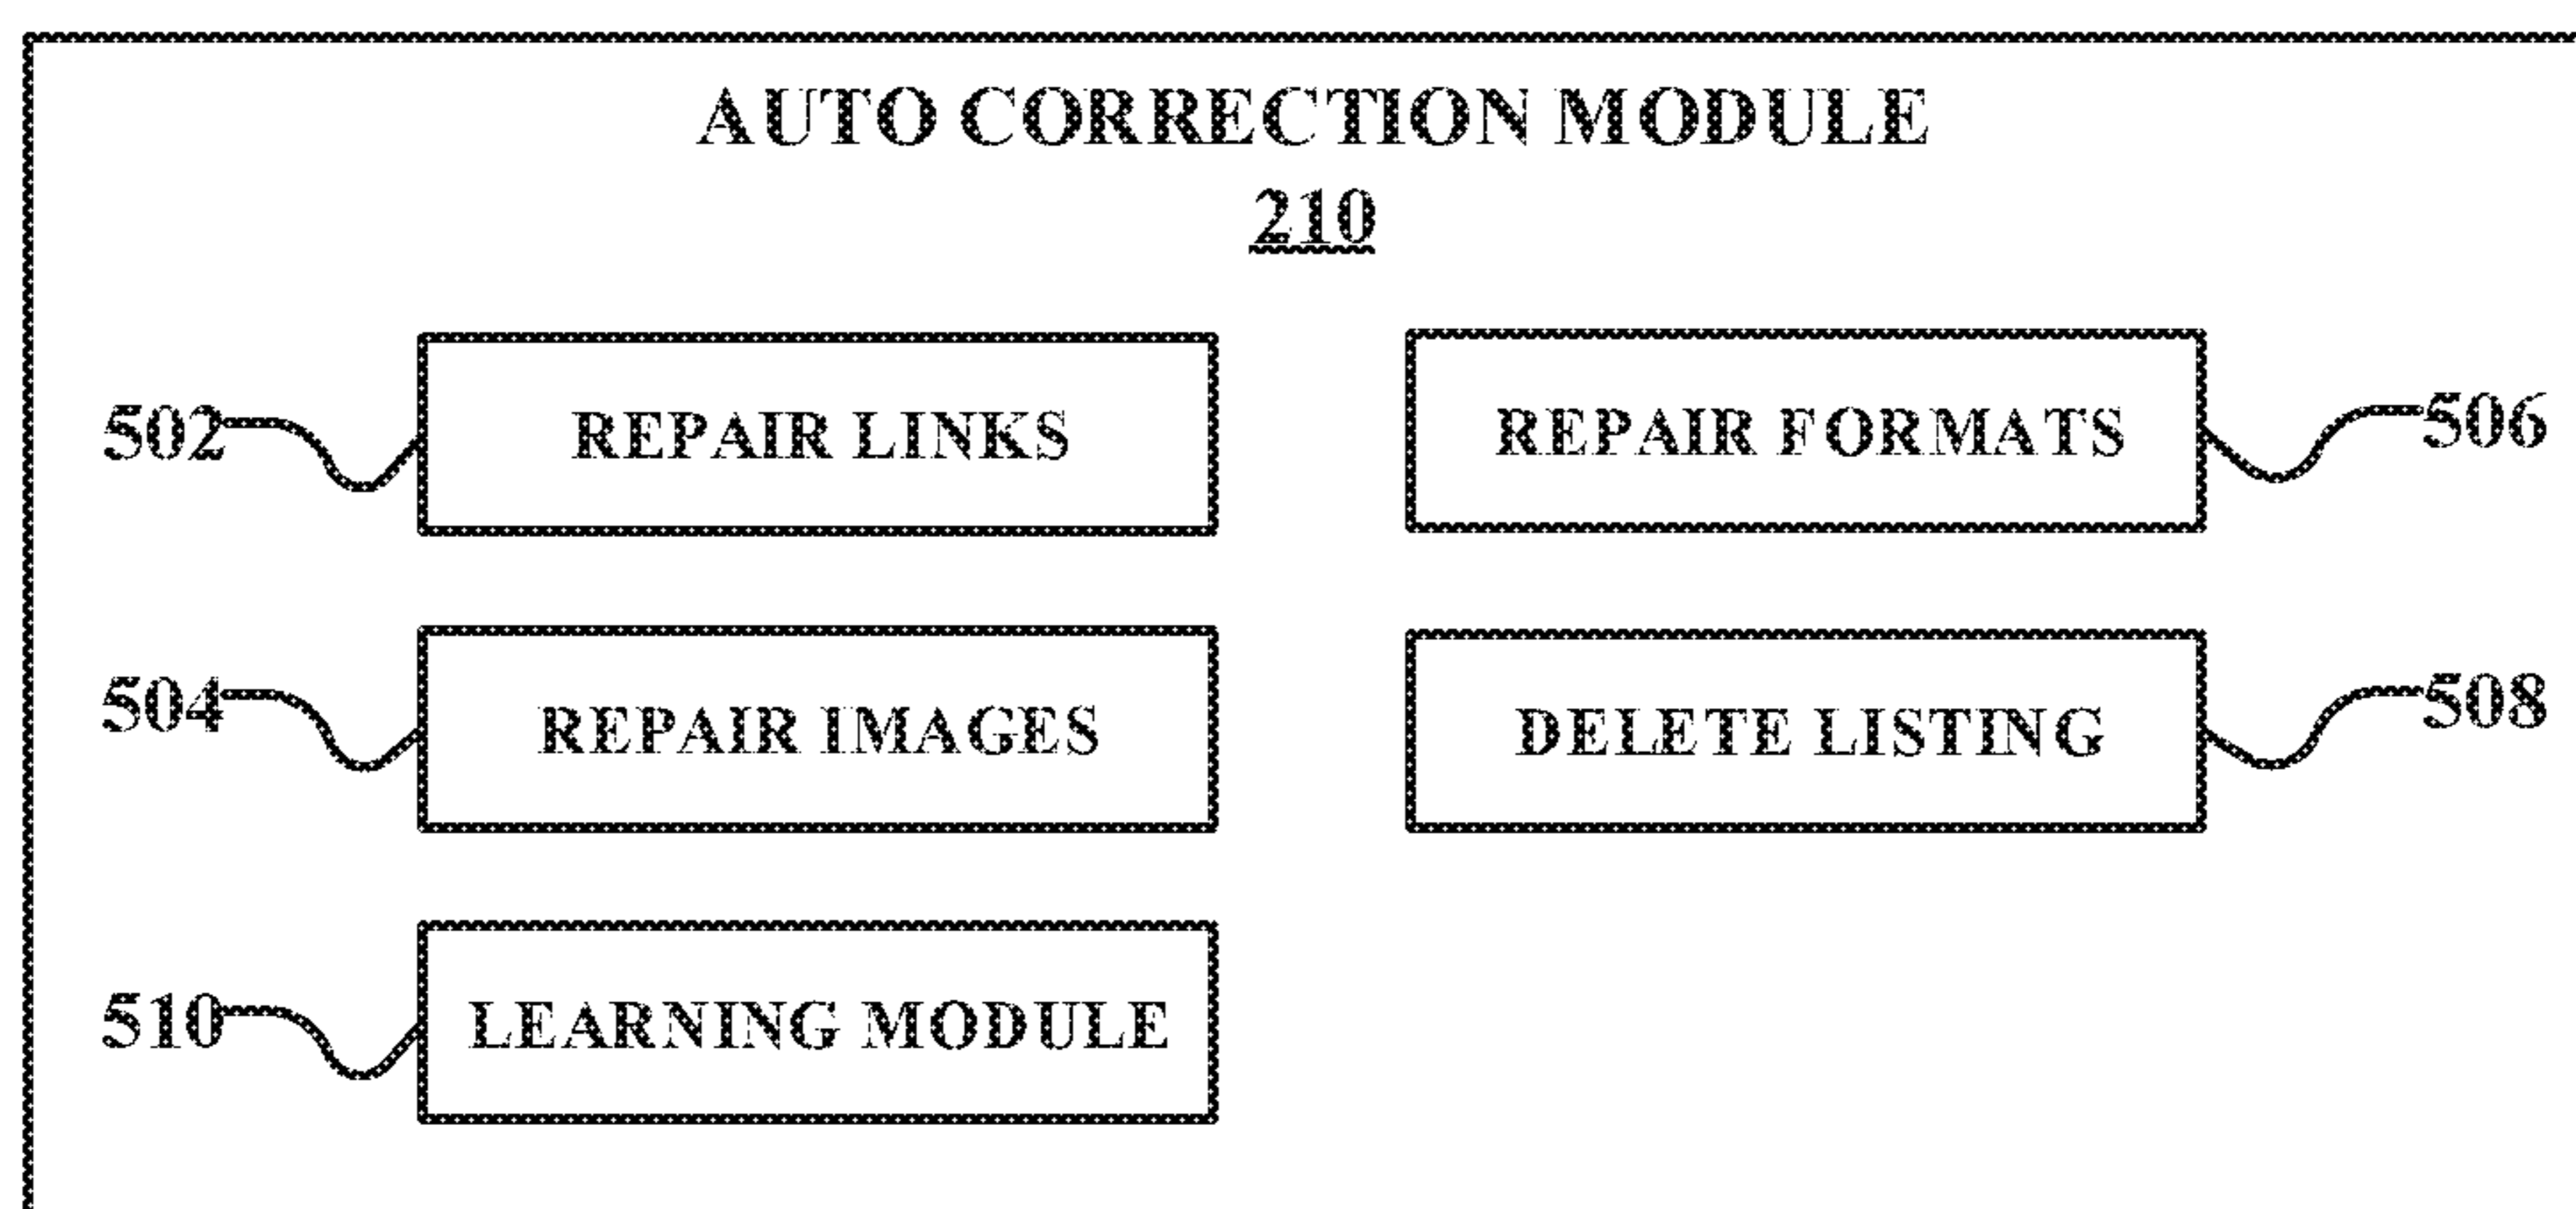 AUTO CORRECTION MODULE
210
502 REPAIR LINKS
REPAIR FORMATS 506
504 REPAIR IMAGES
DELETE LISTING 508
510 LEARNING MODULE